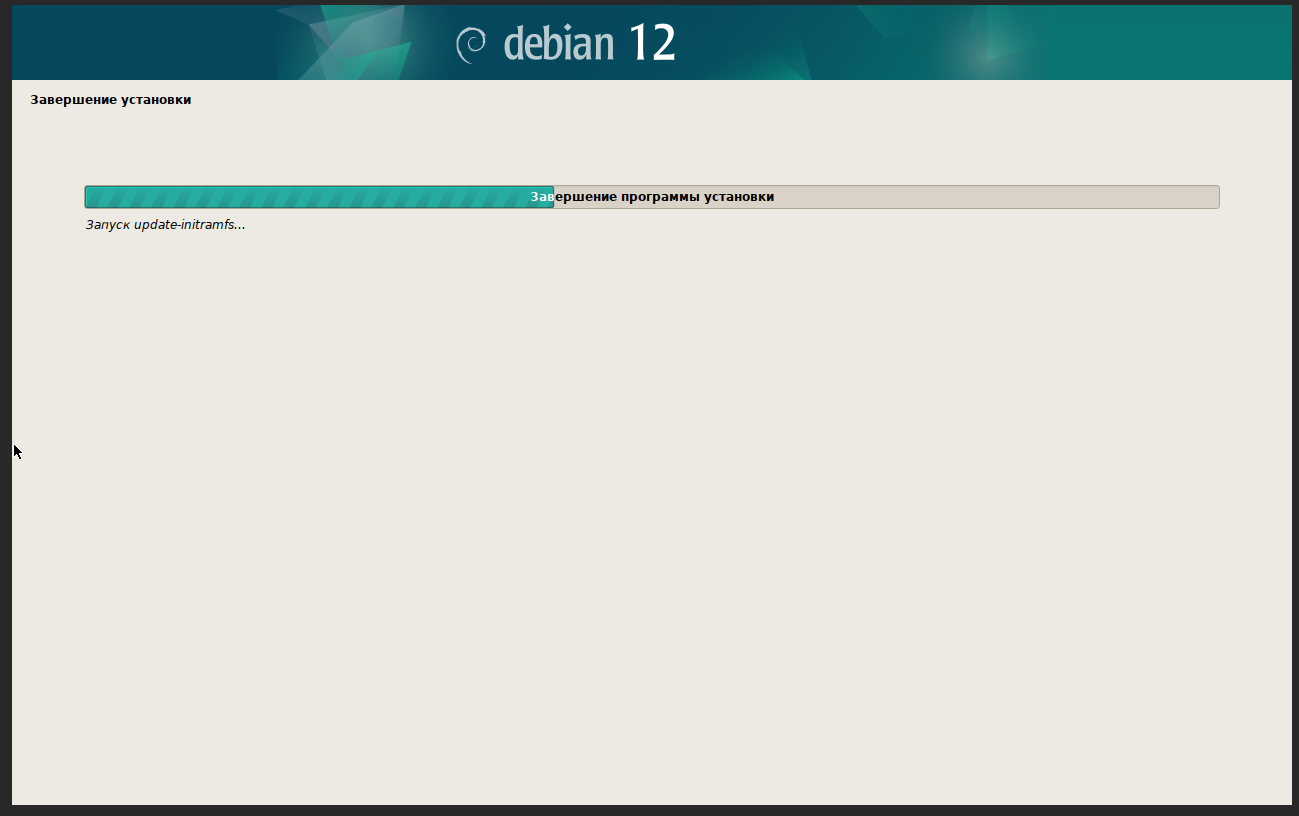 debian 12
Завершение установки
Завершение программы установки
Запуск update-initramfs...